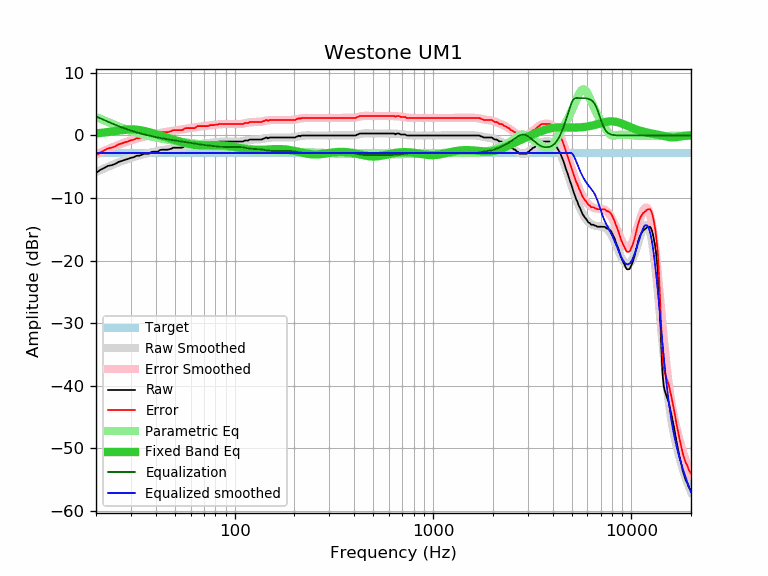 Westone UM1
Amplitude (dBr)
10
0
−10
−20
−30
−40
−50
−60
Target
Raw Smoothed
Error Smoothed
Raw
Error
Parametric Eq
Fixed Band Eq
Equalization
Equalized smoothed
100
1000
10000
Frequency (Hz)